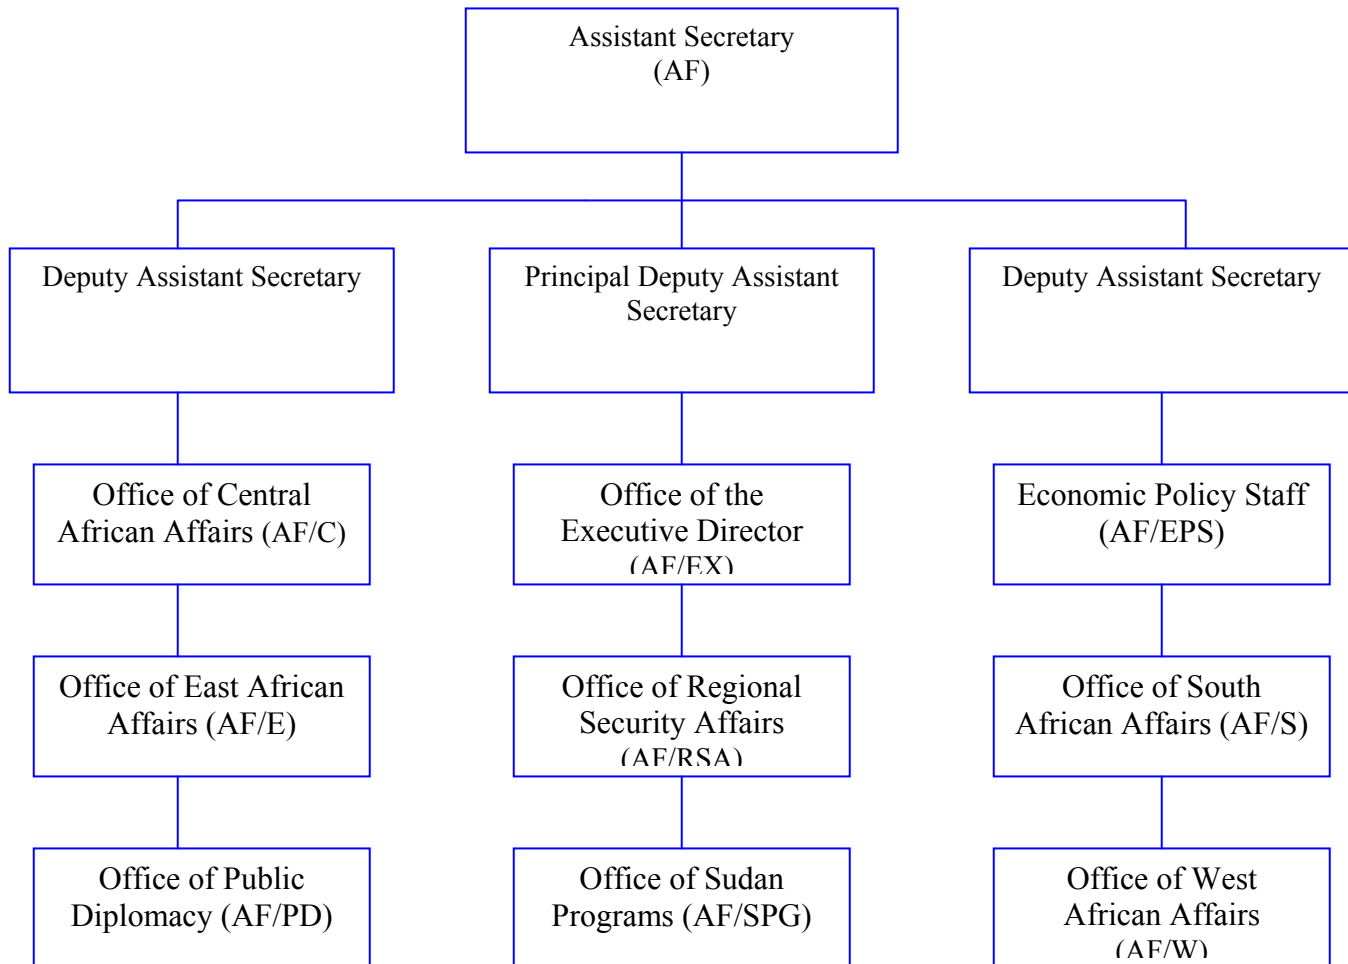 Assistant Secretary
(AF)
Deputy Assistant Secretary
Principal Deputy Assistant
Secretary
Deputy Assistant Secretary
Office of Central
African Affairs (AF/C)
Office of the
Executive Director
(AF/EX)
Economic Policy Staff
(AF/EPS)
Office of East African
Affairs (AF/E)
Office of Regional
Security Affairs
(AF/RSA)
Office of South
African Affairs (AF/S)
Office of Public
Diplomacy (AF/PD)
Office of Sudan
Programs (AF/SPG)
Office of West
African Affairs
(AF/W)